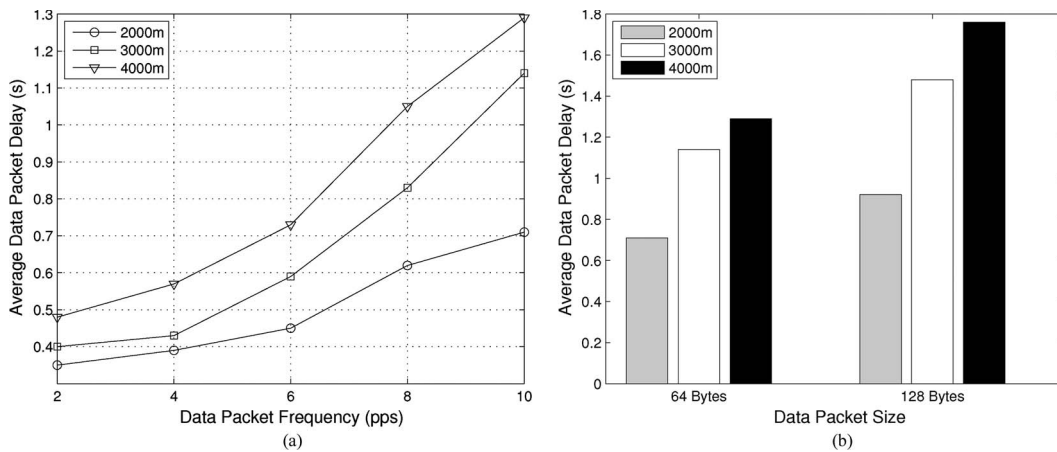 1.3
1.2
1.1
1
0.9
0.8
0.7
0.6
0.5
0.4
2000m
3000m
4000m
2
4
6
8
10
Average Data Packet Delay (s)
Data Packet Frequency (pps)
(a)
1.8
1.6
1.4
1.2
1
0.8
0.6
0.4
0.2
0
2000m
3000m
4000m
64 Bytes
128 Bytes
Average Data Packet Delay (s)
Data Packet Size
(b)